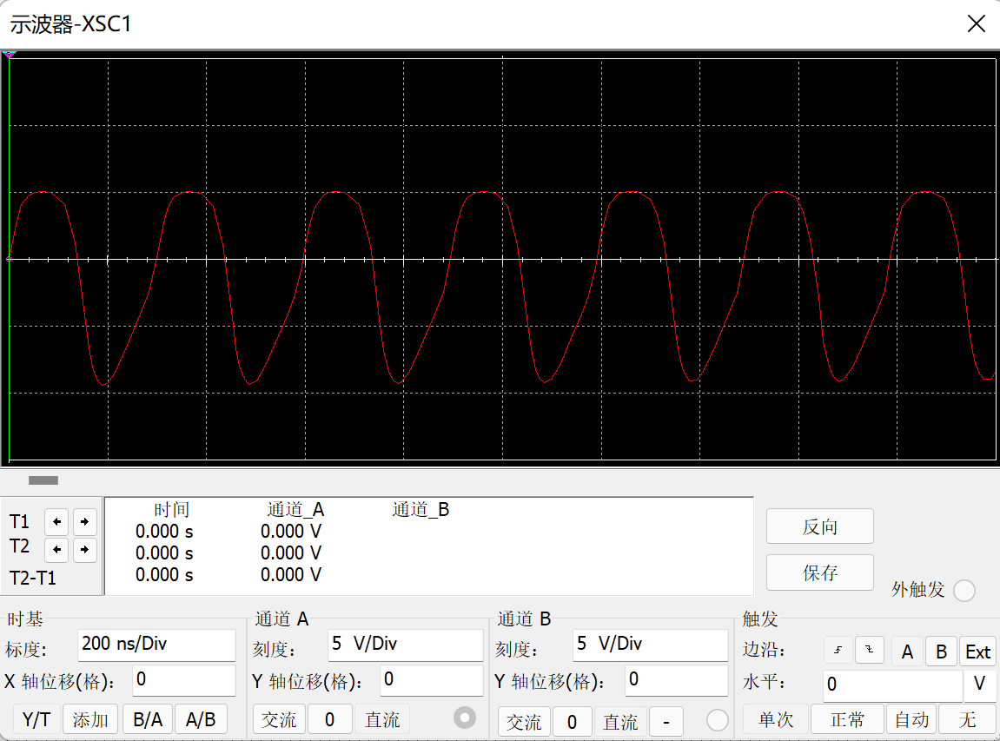 示波器-XSC1
时间 通道_A 通道_B
T1 0.000 s 0.000 V
T2 0.000 s 0.000 V
T2-T1 0.000 s 0.000 V
反向
保存
外触发
时基 通道 A 通道 B 触发
标度: 200 ns/Div 刻度: 5 V/Div 刻度: 5 V/Div 边沿: A B Ext
X 轴位移(格): 0 Y 轴位移(格): 0 Y 轴位移(格): 0 水平: 0 V
Y/T 添加 B/A A/B 交流 0 直流 交流 0 直流 - 单次 正常 自动 无